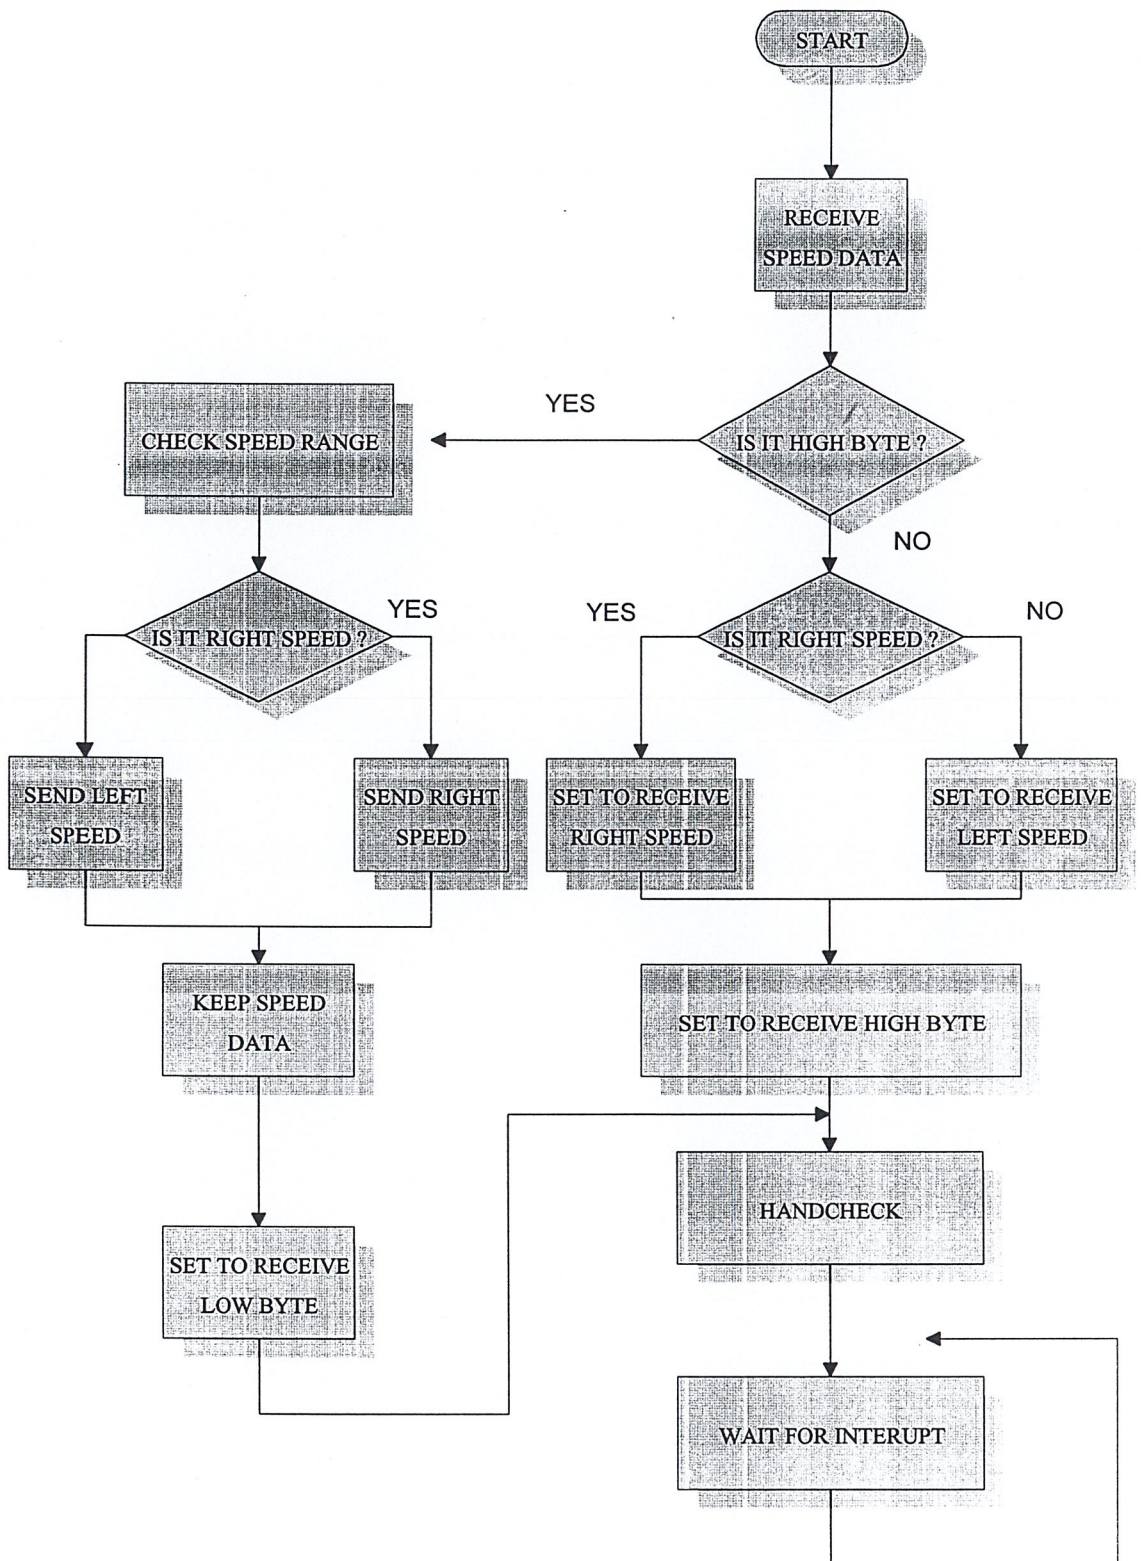 START
RECEIVE
SPEED DATA
YES
CHECK SPEED RANGE
IS IT HIGH BYTE ?
NO
YES
YES
NO
IS IT RIGHT SPEED ?
IS IT RIGHT SPEED ?
SEND LEFT
SPEED
SEND RIGHT
SPEED
SET TO RECEIVE
RIGHT SPEED
SET TO RECEIVE
LEFT SPEED
KEEP SPEED
DATA
SET TO RECEIVE HIGH BYTE
HANDCHECK
SET TO RECEIVE
LOW BYTE
WAIT FOR INTERUPT